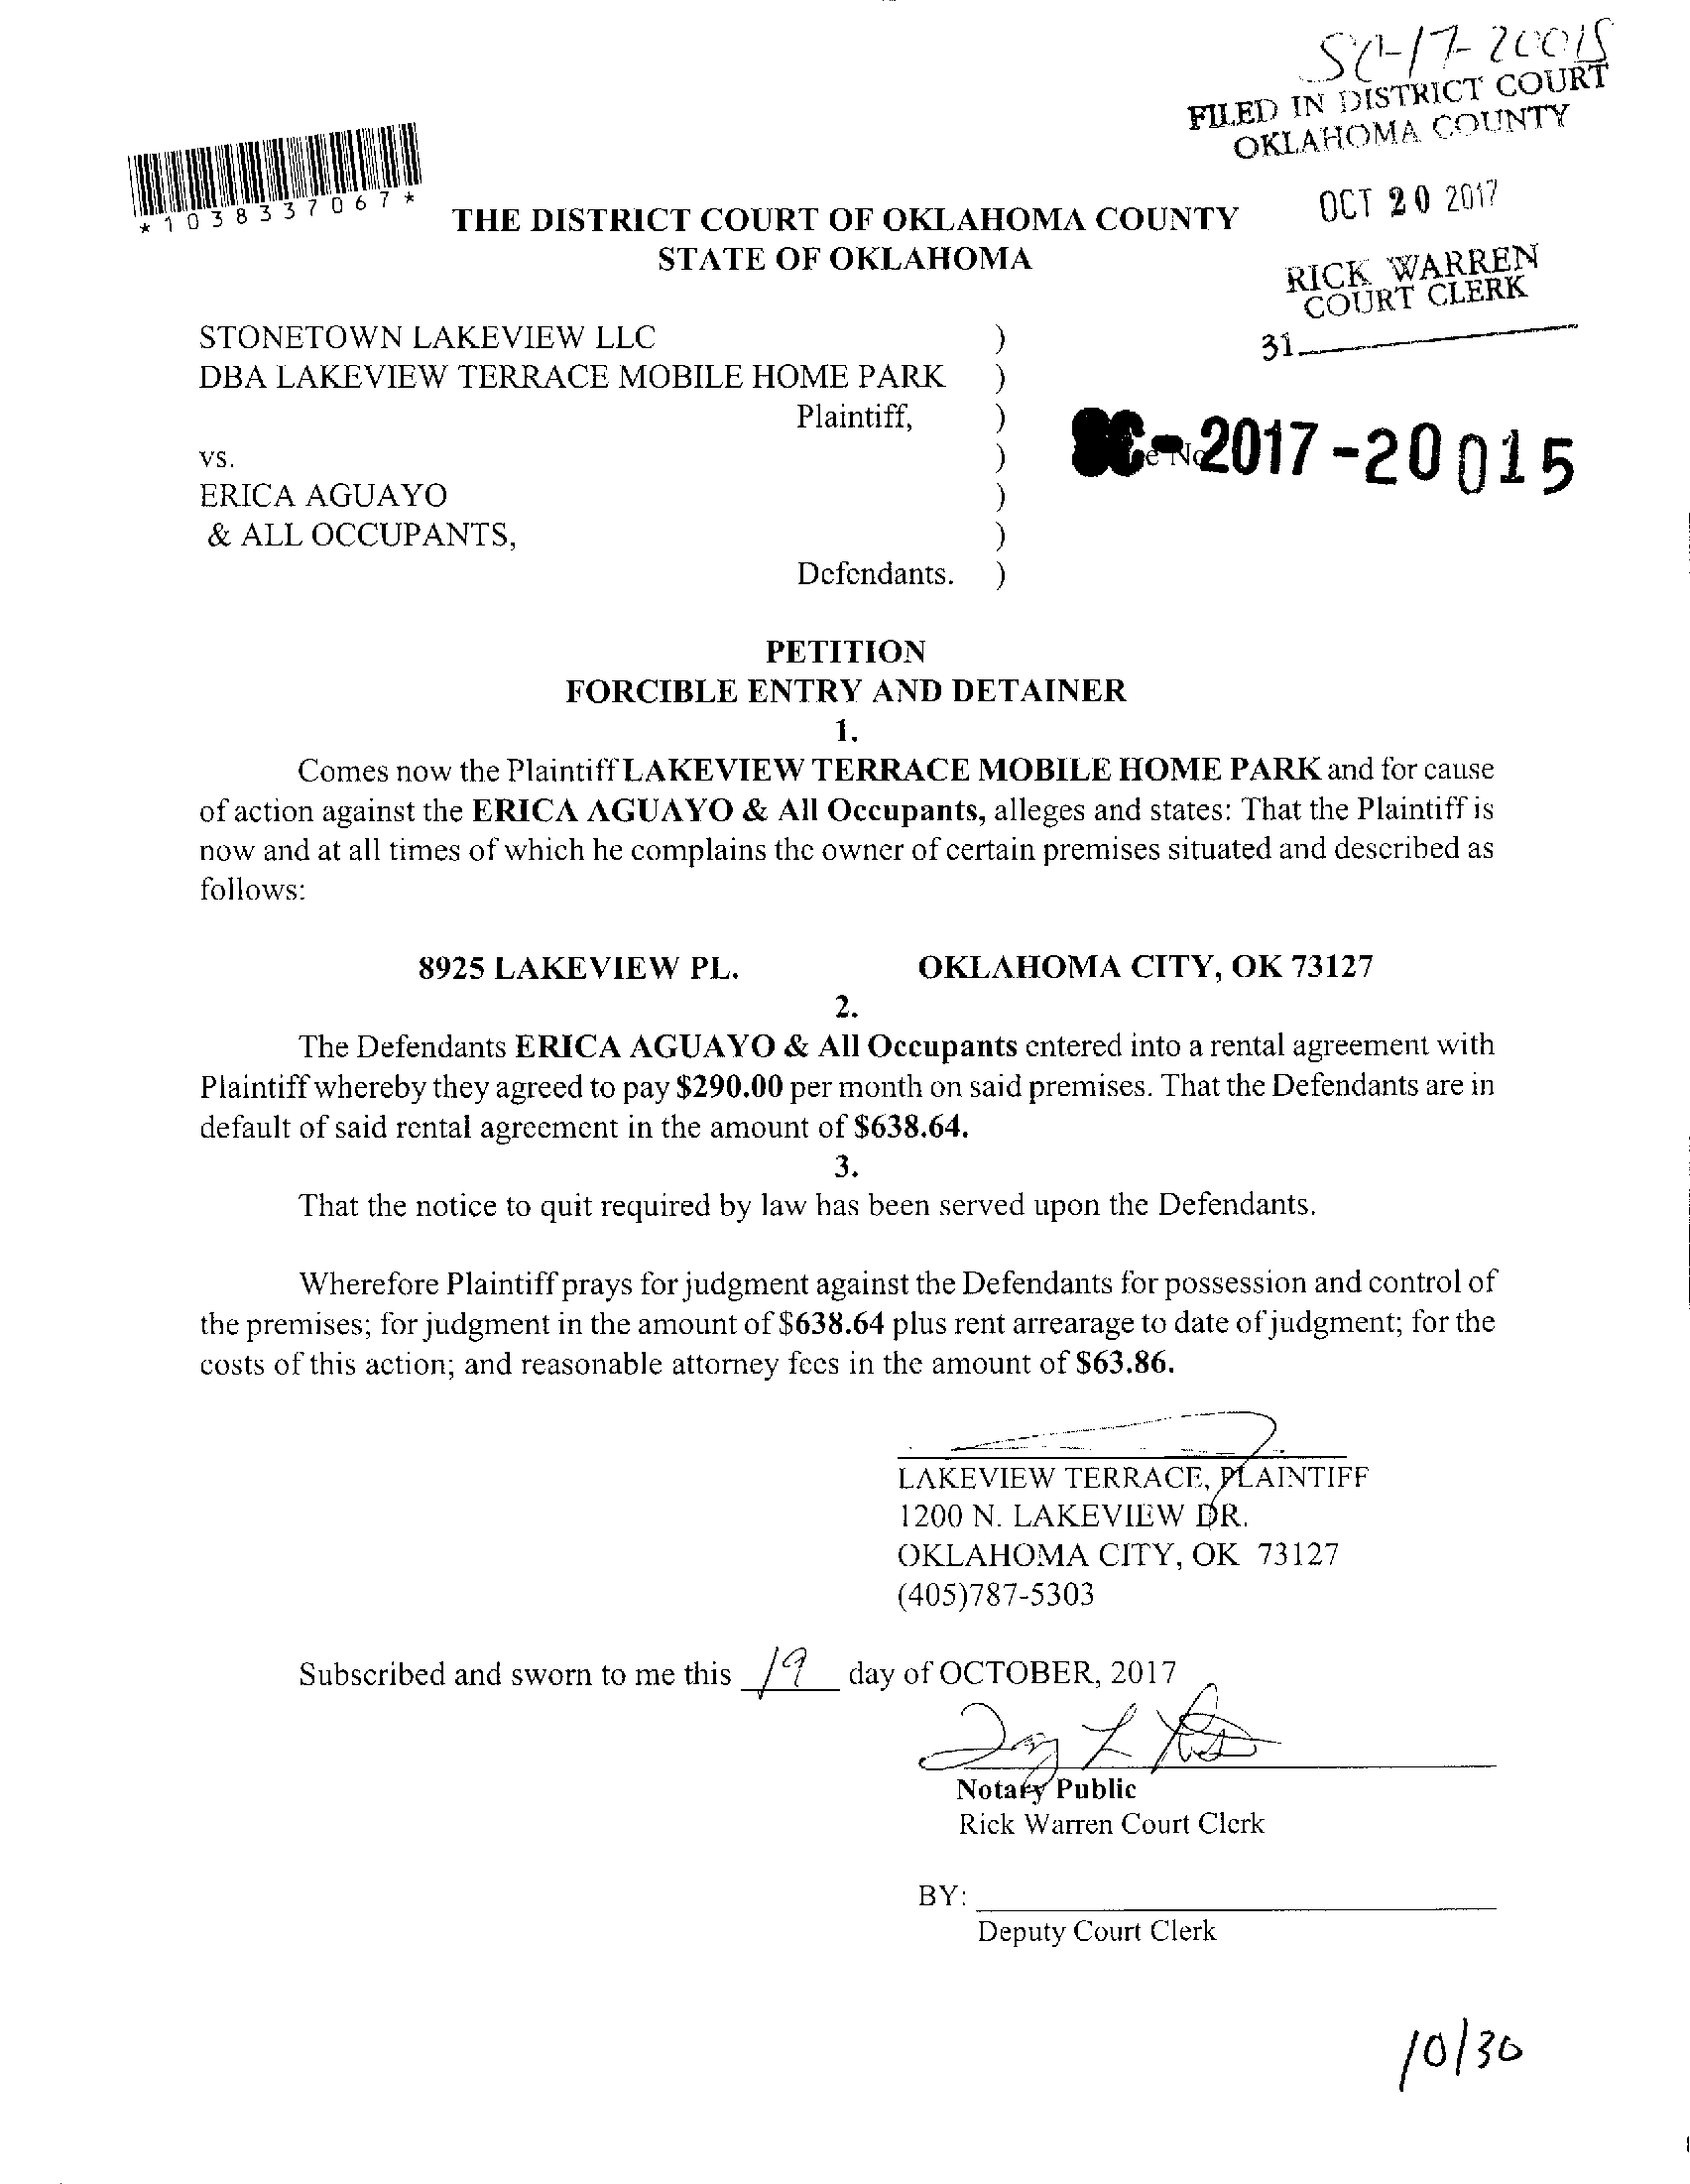 SC-17-20015
FILED IN DISTRICT COURT
OKLAHOMA COUNTY
OCT 20 2017
RICK WARREN
COURT CLERK
31
*1038337067*
THE DISTRICT COURT OF OKLAHOMA COUNTY
STATE OF OKLAHOMA
STONETOWN LAKEVIEW LLC )
DBA LAKEVIEW TERRACE MOBILE HOME PARK )
Plaintiff, )
SC-2017-20015
vs. )
ERICA AGUAYO )
& ALL OCCUPANTS, )
Defendants. )
PETITION
FORCIBLE ENTRY AND DETAINER
1.
Comes now the Plaintiff LAKEVIEW TERRACE MOBILE HOME PARK and for cause
of action against the ERICA AGUAYO & All Occupants, alleges and states: That the Plaintiff is
now and at all times of which he complains the owner of certain premises situated and described as
follows:
8925 LAKEVIEW PL. OKLAHOMA CITY, OK 73127
2.
The Defendants ERICA AGUAYO & All Occupants entered into a rental agreement with
Plaintiff whereby they agreed to pay $290.00 per month on said premises. That the Defendants are in
default of said rental agreement in the amount of $638.64.
3.
That the notice to quit required by law has been served upon the Defendants.
Wherefore Plaintiff prays for judgment against the Defendants for possession and control of
the premises; for judgment in the amount of $638.64 plus rent arrearage to date of judgment; for the
costs of this action; and reasonable attorney fees in the amount of $63.86.
LAKEVIEW TERRACE, PLAINTIFF
1200 N. LAKEVIEW DR.
OKLAHOMA CITY, OK 73127
(405)787-5303
Subscribed and sworn to me this 19 day of OCTOBER, 2017
Notary Public
Rick Warren Court Clerk
BY:
Deputy Court Clerk
10/30